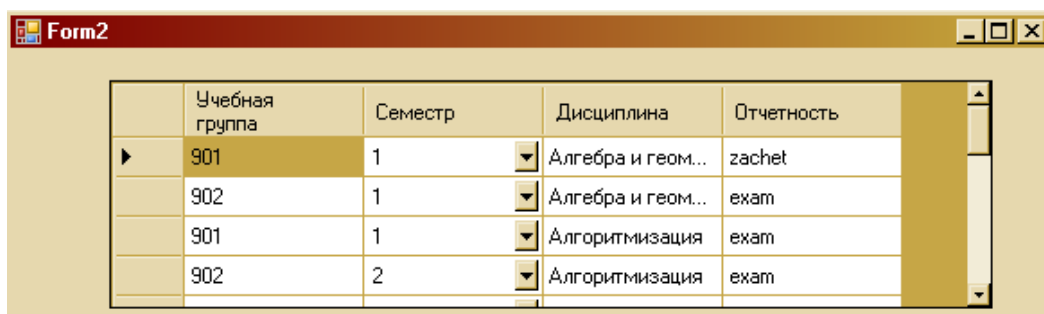 Form2
Учебная группа Семестр Дисциплина Отчетность
901 1 Алгебра и геом... zachet
902 1 Алгебра и геом... exam
901 1 Алгоритмизация exam
902 2 Алгоритмизация exam